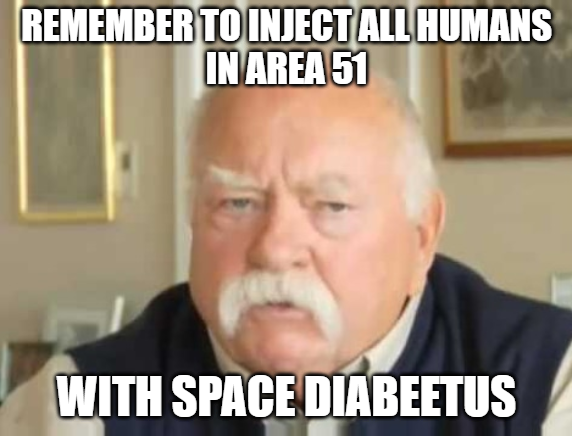 REMEMBER TO INJECT ALL HUMANS
IN AREA 51
WITH SPACE DIABEETUS